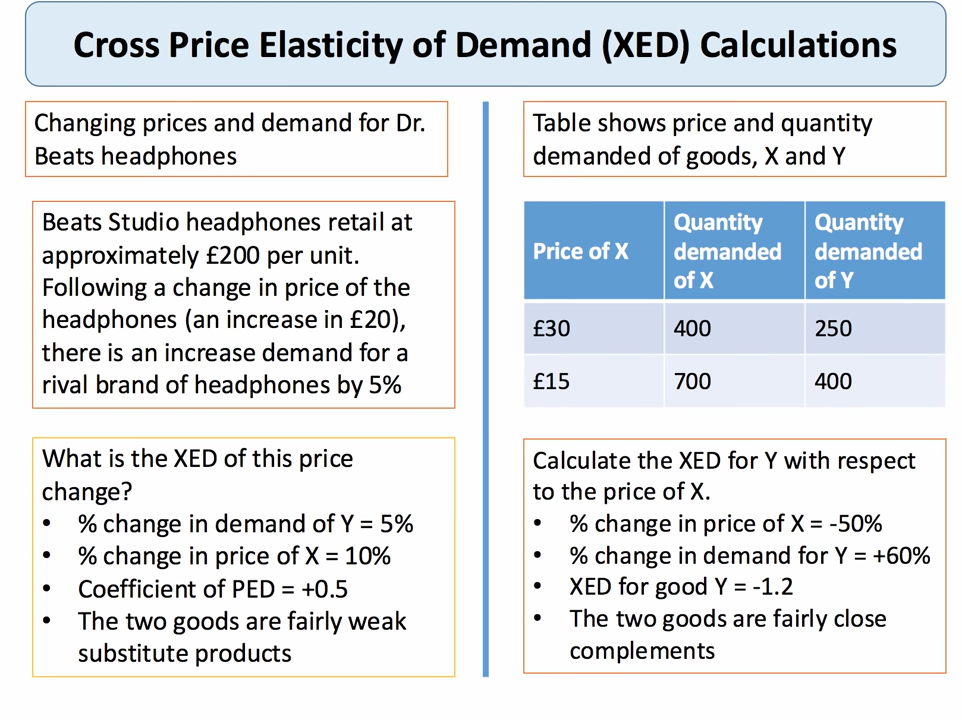 Cross Price Elasticity of Demand (XED) Calculations
Changing prices and demand for Dr.
Beats headphones
Beats Studio headphones retail at
approximately £200 per unit.
Following a change in price of the
headphones (an increase in £20),
there is an increase demand for a
rival brand of headphones by 5%
What is the XED of this price
change?
• % change in demand of Y = 5%
• % change in price of X = 10%
• Coefficient of PED = +0.5
• The two goods are fairly weak
substitute products
Table shows price and quantity
demanded of goods, X and Y
Price of X | Quantity demanded of X | Quantity demanded of Y
£30 | 400 | 250
£15 | 700 | 400
Calculate the XED for Y with respect
to the price of X.
• % change in price of X = -50%
• % change in demand for Y = +60%
• XED for good Y = -1.2
• The two goods are fairly close
complements